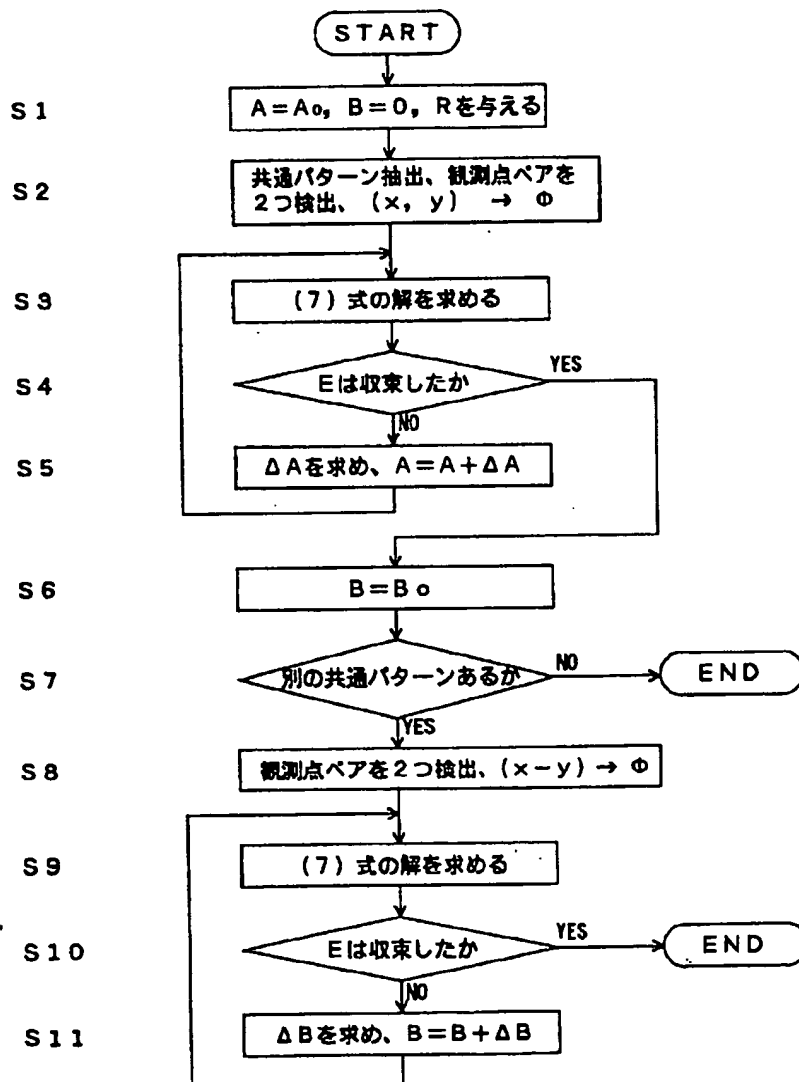 START
S1
A=A₀, B=0, Rを与える
S2
共通パターン抽出、観測点ペアを
2つ検出、(x, y) → Φ
S3
(7)式の解を求める
S4
Eは収束したか
YES
NO
S5
ΔAを求め、A=A+ΔA
S6
B=B₀
S7
別の共通パターンあるか
NO
END
YES
S8
観測点ペアを2つ検出、(x-y)→Φ
S9
(7)式の解を求める
S10
Eは収束したか
YES
END
NO
S11
ΔBを求め、B=B+ΔB